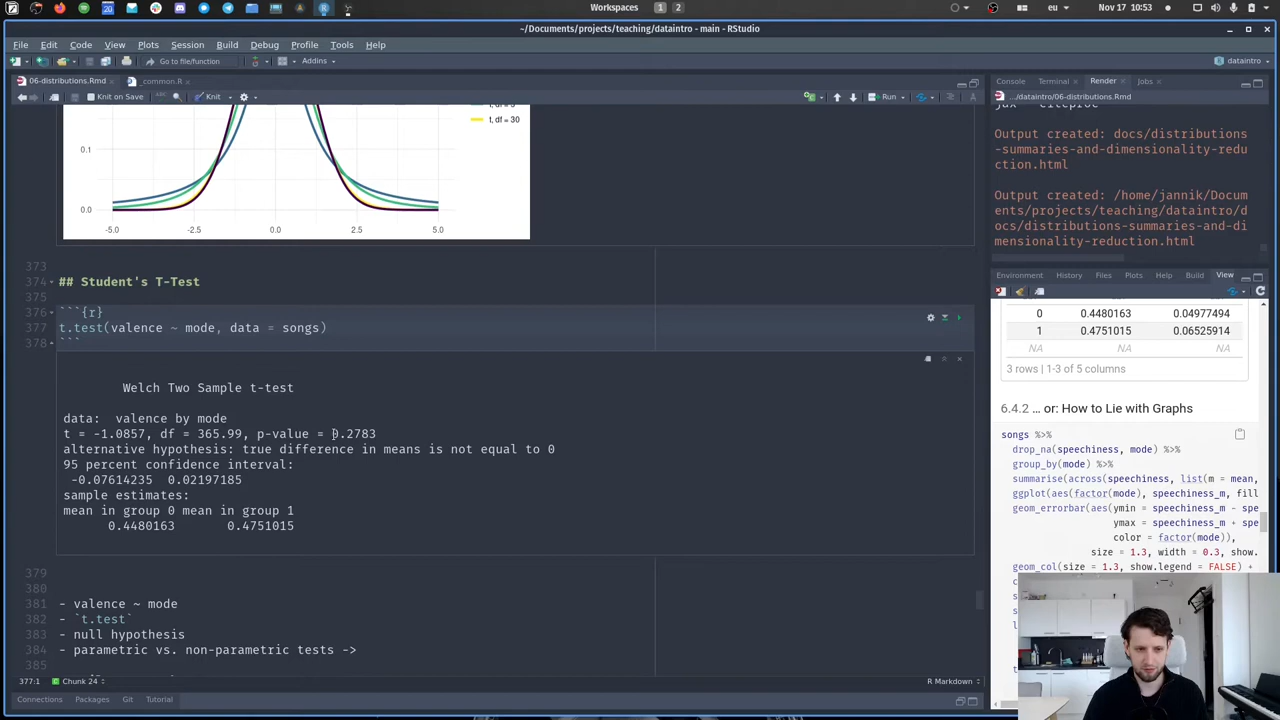 Workspaces 1 2
Nov 20 10:53
~/Documents/projects/teaching/dataintro - main - RStudio
File Edit Code View Plots Session Build Debug Profile Tools Help
Go to file/function Addins dataintro
06-distributions.Rmd _common.R
Knit on Save Knit Run
t, df = 30
0.1
0.0
-5.0 -2.5 0.0 2.5 5.0
373
374 ## Student's T-Test
375
376 ```{r}
377 t.test(valence ~ mode, data = songs)
378 ```
Welch Two Sample t-test
data: valence by mode
t = -1.0857, df = 365.99, p-value = 0.2783
alternative hypothesis: true difference in means is not equal to 0
95 percent confidence interval:
-0.07614235 0.02197185
sample estimates:
mean in group 0 mean in group 1
0.4480163 0.4751015
379
380
381 - valence ~ mode
382 - `t.test`
383 - null hypothesis
384 - parametric vs. non-parametric tests ->
385
377:1 Chunk 24 R Markdown
Connections Packages Git Tutorial
Console Terminal Render Jobs
.../dataintro/06-distributions.Rmd
Output created: docs/distributions
-summaries-and-dimensionality-redu
ction.html
Output created: /home/jannik/Docum
ents/projects/teaching/dataintro/d
ocs/distributions-summaries-and-di
mensionality-reduction.html
Environment History Files Plots Help Build View
0 0.4480163 0.04977494
1 0.4751015 0.06525914
NA NA NA
3 rows | 1-3 of 5 columns
6.4.2 … or: How to Lie with Graphs
songs %>%
drop_na(speechiness, mode) %>%
group_by(mode) %>%
summarise(across(speechiness, list(m = mean,
ggplot(aes(factor(mode), speechiness_m, fill
geom_errorbar(aes(ymin = speechiness_m - spe
ymax = speechiness_m + spe
color = factor(mode)),
size = 1.3, width = 0.3, show.
geom_col(size = 1.3, show.legend = FALSE) +